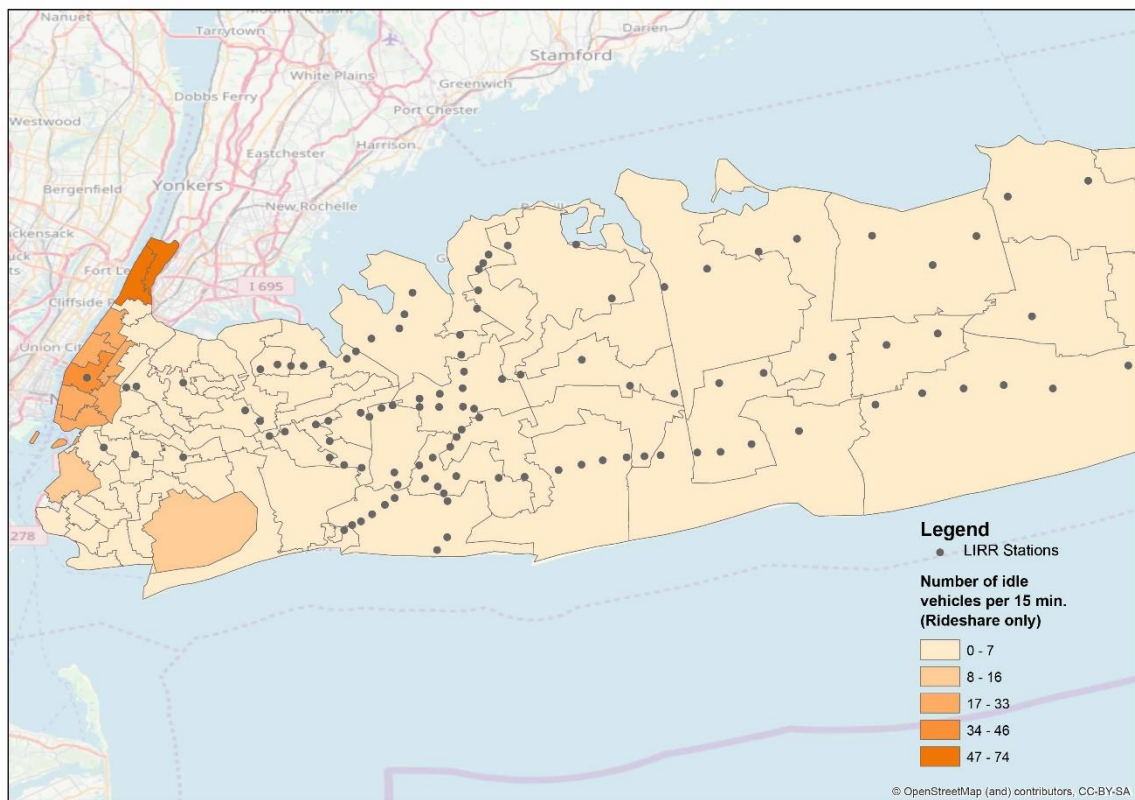 Nanuet
Tarrytown
Darien
Stamford
White Plains
Greenwich
Dobbs Ferry
Port Chester
Westwood
Harrison
Eastchester
Bergenfield
Yonkers
New Rochelle
ckensack
Fort Le
I 695
Cliffside P
Union City
N
278
Legend
LIRR Stations
Number of idle
vehicles per 15 min.
(Rideshare only)
0 - 7
8 - 16
17 - 33
34 - 46
47 - 74
© OpenStreetMap (and) contributors, CC-BY-SA